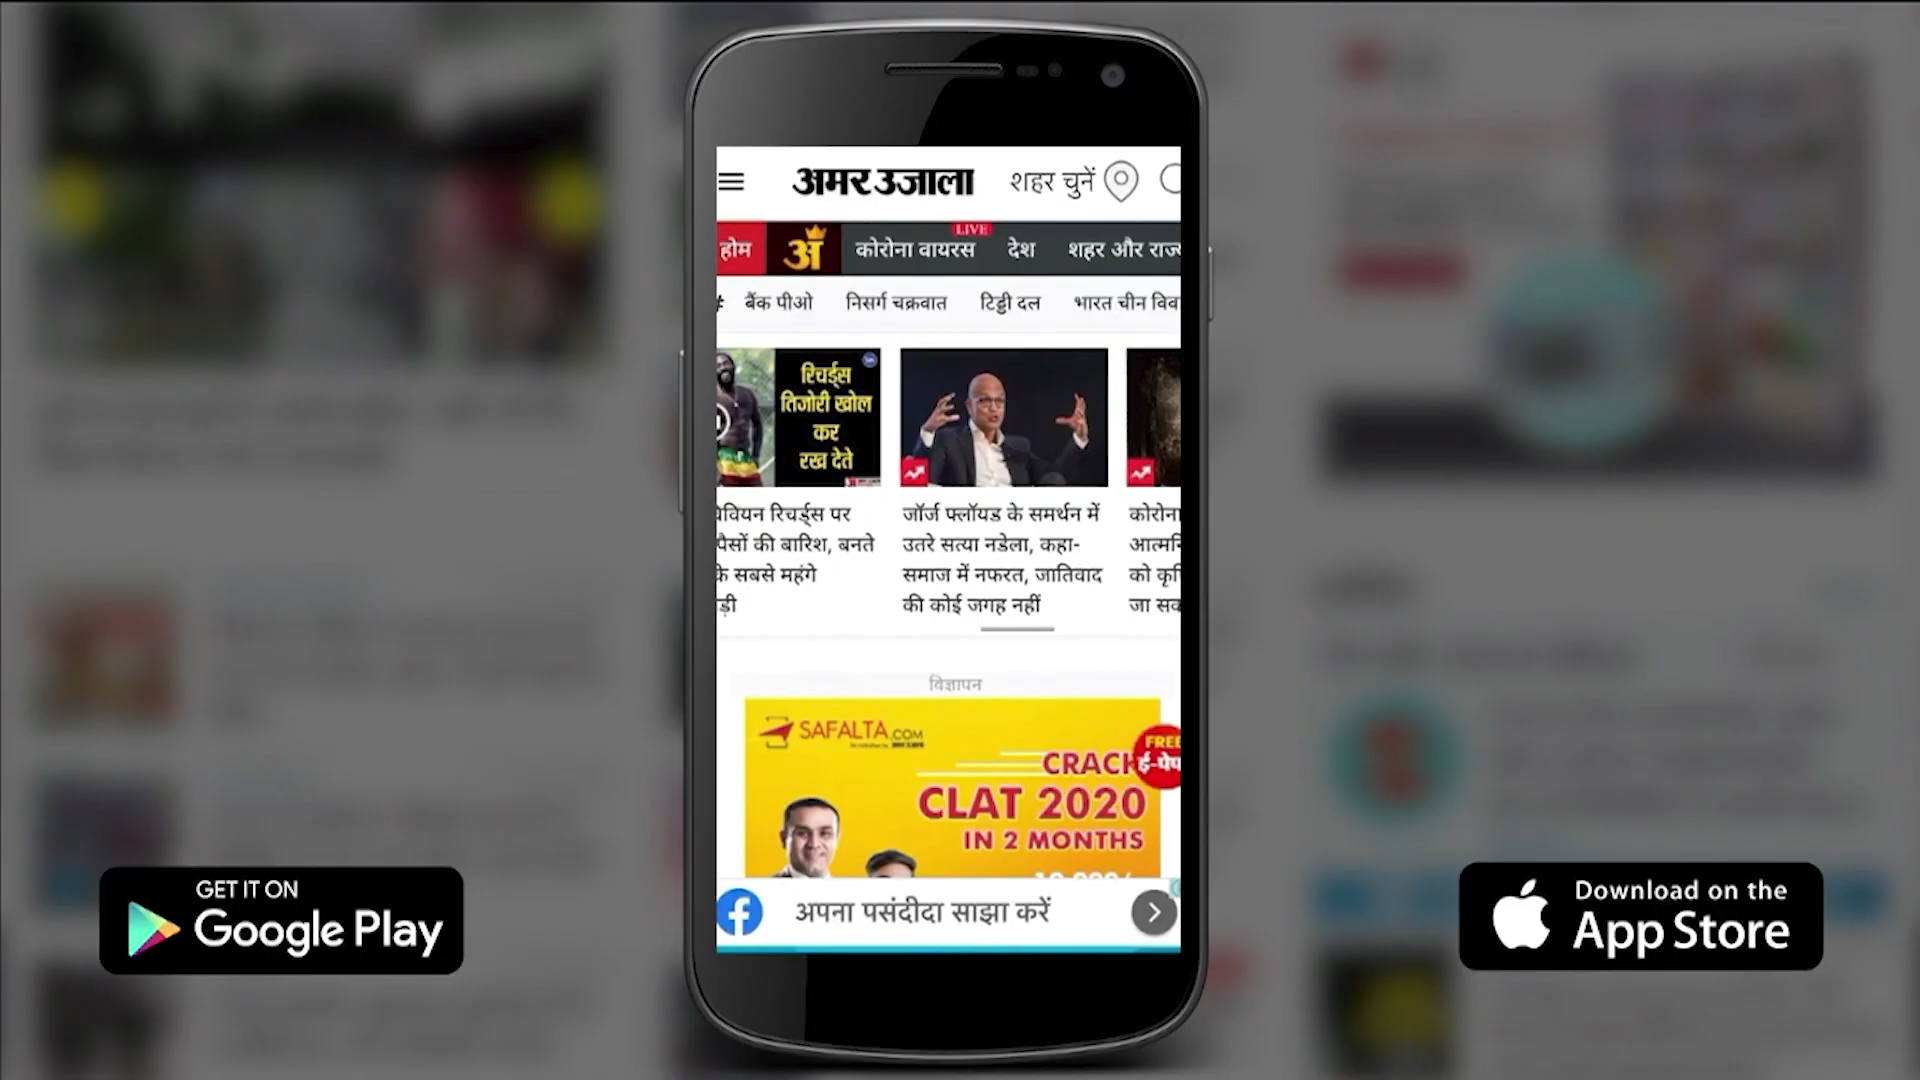 अमर उजाला
शहर चुनें
होम
अ
कोरोना वायरस
LIVE
देश
शहर और
# बैंक पीओ
निसर्ग चक्रवात
टिड्डी दल
भारत चीन
रिचर्ड्स
तिजोरी खोल
कर
रख देते
रिचर्ड्स पर
पैसों की बारिश, बनते
के सबसे महंगे
जॉर्ज फ्लॉयड के समर्थन में
उतरे सत्या नडेला, कहा-
समाज में नफरत, जातिवाद
की कोई जगह नहीं
को
जा
विज्ञापन
SAFALTA.COM
CRACK
CLAT 2020
IN 2 MONTHS
FREE
अपना पसंदीदा साझा करें
GET IT ON
Google Play
Download on the
App Store